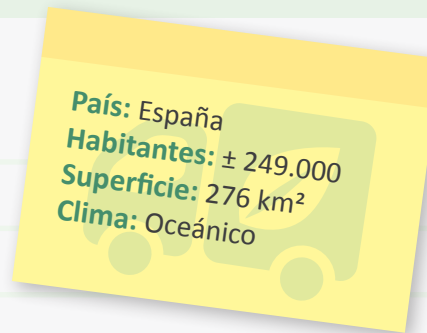 País: España
Habitantes: ± 249.000
Superficie: 276 km²
Clima: Oceánico